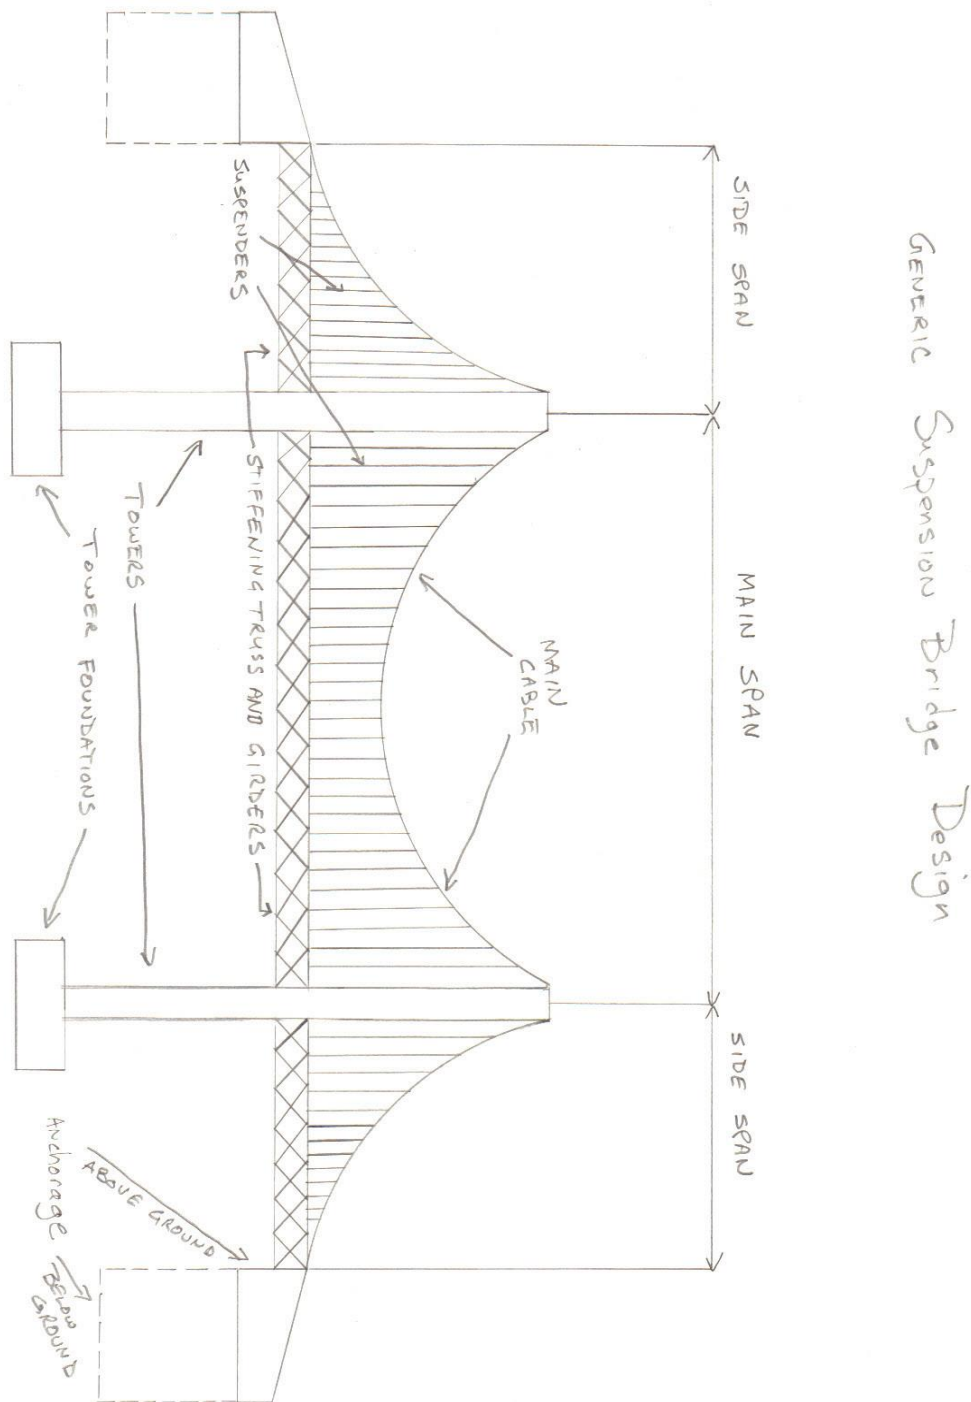 Generic Suspension Bridge Design
SIDE SPAN
MAIN SPAN
SIDE SPAN
MAIN
CABLE
SUSPENDERS
STIFFENING TRUSS AND GIRDERS
TOWERS
TOWER FOUNDATIONS
ABOVE GROUND
Anchorage
BELOW
GROUND